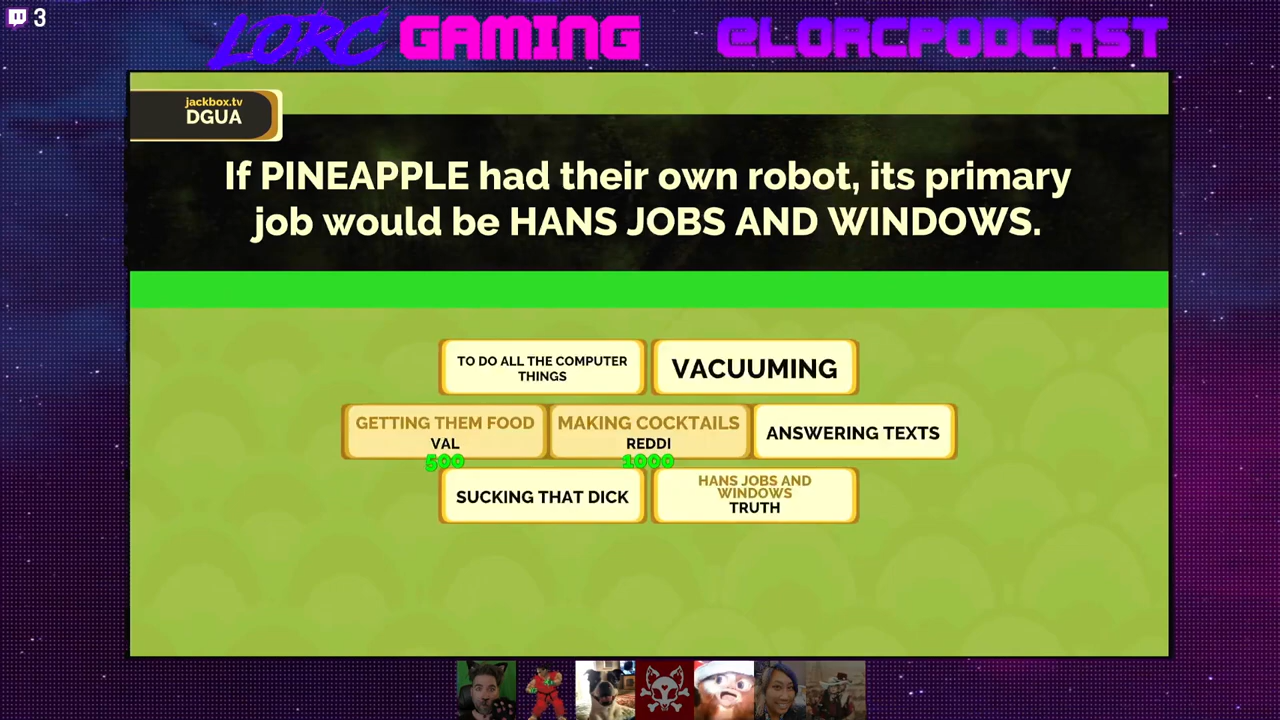 3
LORC GAMING @LORCPODCAST
jackbox.tv
DGUA
If PINEAPPLE had their own robot, its primary
job would be HANS JOBS AND WINDOWS.
TO DO ALL THE COMPUTER
THINGS
VACUUMING
GETTING THEM FOOD
VAL
500
MAKING COCKTAILS
REDDI
1000
ANSWERING TEXTS
SUCKING THAT DICK
HANS JOBS AND
WINDOWS
TRUTH